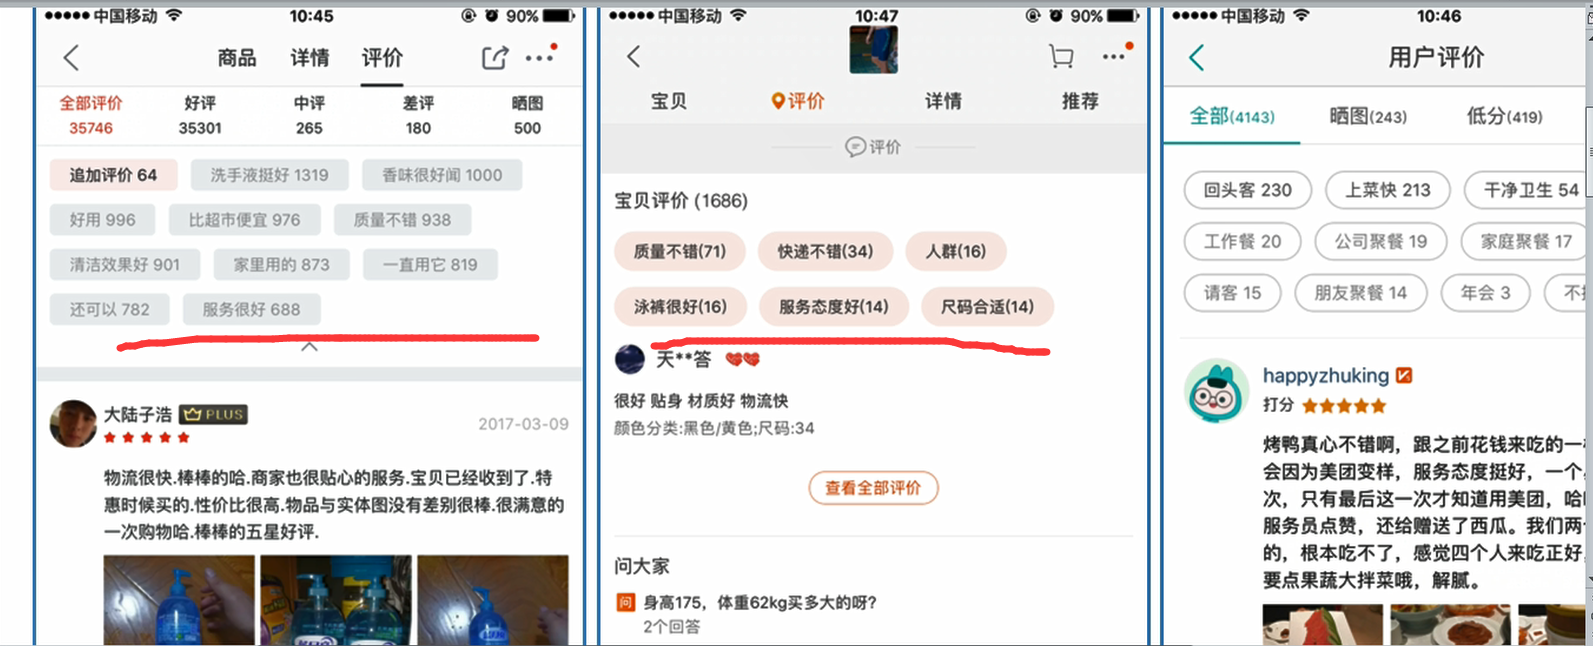 中国移动 10:45 90%
商品 详情 评价
全部评价 好评 中评 差评 晒图
35746 35301 265 180 500
追加评价 64 洗手液挺好 1319 香味很好闻 1000
好用 996 比超市便宜 976 质量不错 938
清洁效果好 901 家里用的 873 一直用它 819
还可以 782 服务很好 688
大陆子浩 PLUS
2017-03-09
物流很快.棒棒的哈.商家也很贴心的服务.宝贝已经收到了.特
惠时候买的.性价比很高.物品与实体图没有差别很棒.很满意的
一次购物哈.棒棒的五星好评.
中国移动 10:47 90%
宝贝 评价 详情 推荐
评价
宝贝评价 (1686)
质量不错(71) 快递不错(34) 人群(16)
泳裤很好(16) 服务态度好(14) 尺码合适(14)
天**答
很好 贴身 材质好 物流快
颜色分类:黑色/黄色;尺码:34
查看全部评价
问大家
问 身高175，体重62kg买多大的呀?
2个回答
中国移动 10:46
用户评价
全部(4143) 晒图(243) 低分(419)
回头客 230 上菜快 213 干净卫生 54
工作餐 20 公司聚餐 19 家庭聚餐 17
请客 15 朋友聚餐 14 年会 3 不
happyzhuking
打分
烤鸭真心不错啊，跟之前花钱来吃的一
会因为美团变样，服务态度挺好，一个
次，只有最后这一次才知道用美团，哈
服务员点赞，还给赠送了西瓜。我们两
的，根本吃不了，感觉四个人来吃正好
要点果蔬大拌菜哦，解腻。